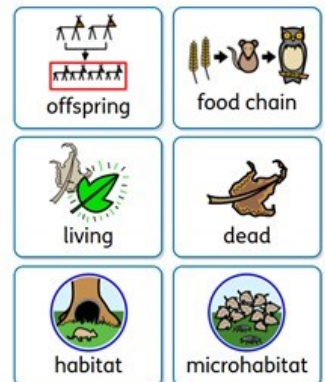 offspring
food chain
living
dead
habitat
microhabitat